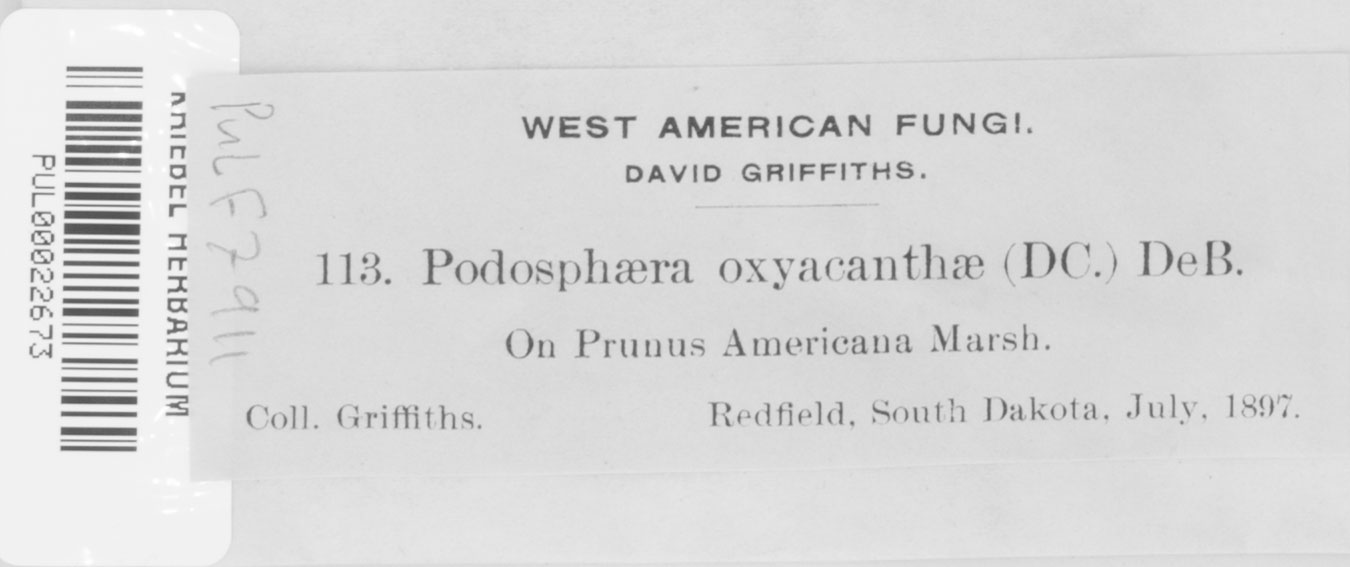 WEST AMERICAN FUNGI.
DAVID GRIFFITHS.
113. Podosphæra oxyacanthæ (DC.) DeB.
On Prunus Americana Marsh.
Coll. Griffiths. Redfield, South Dakota, July, 1897.
PUL F7911
KRIEBEL HERBARIUM
PUL00022673